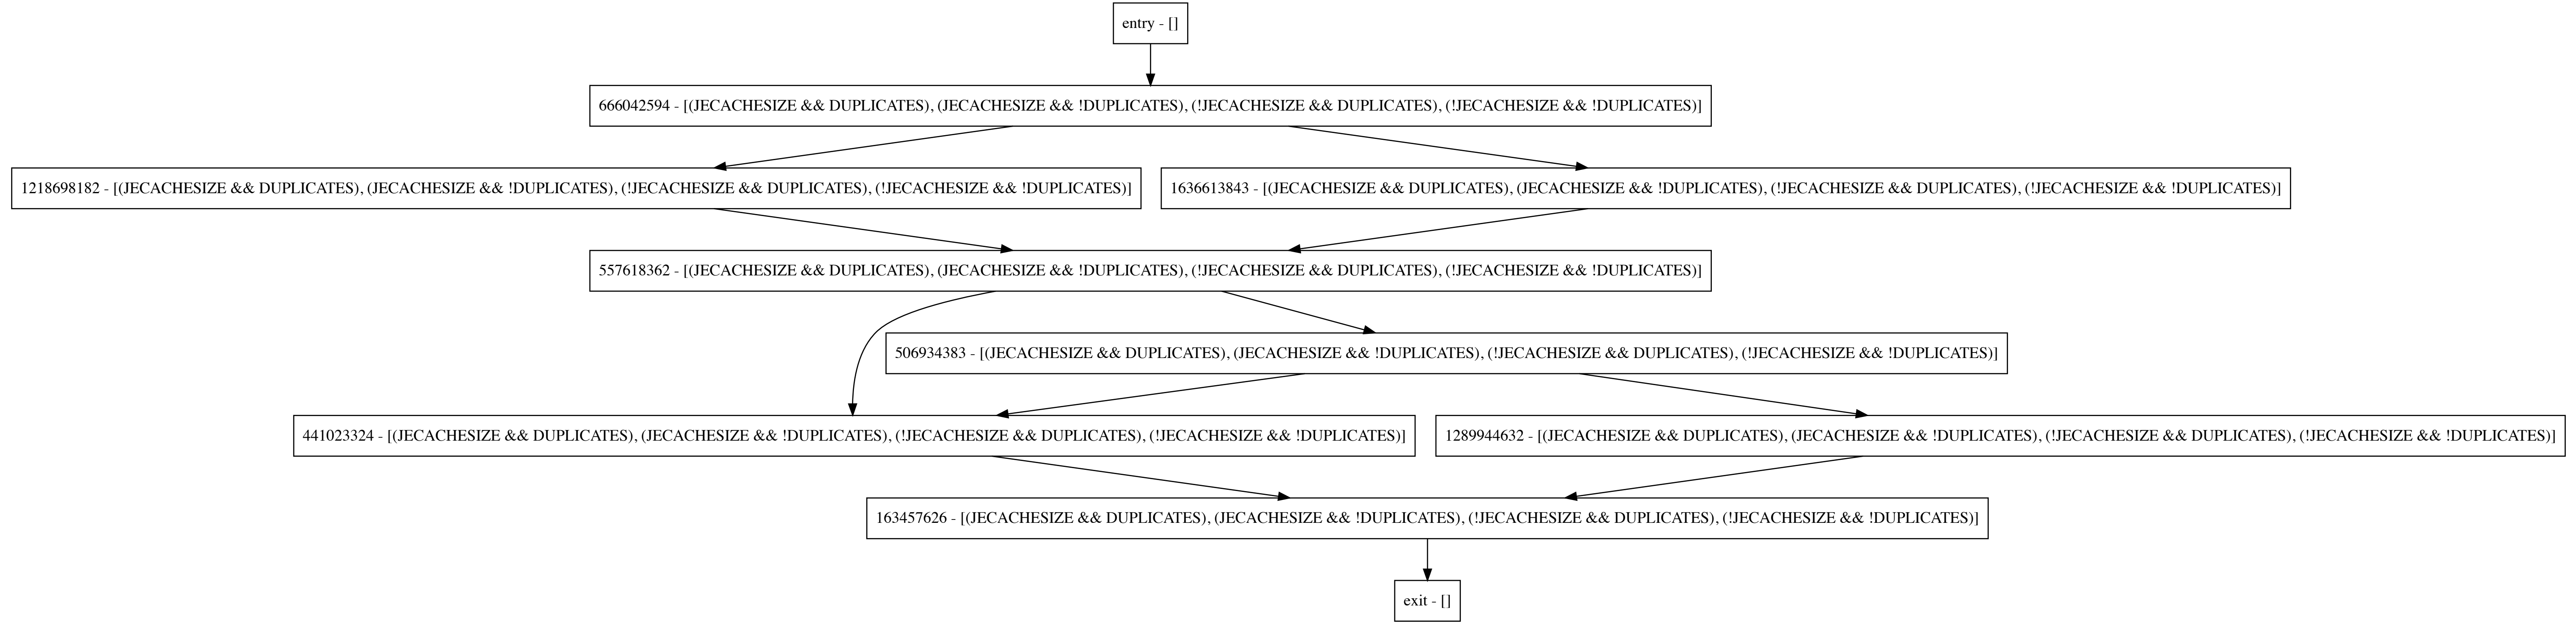 entry - []
666042594 - [(JECACHESIZE && DUPLICATES), (JECACHESIZE && !DUPLICATES), (!JECACHESIZE && DUPLICATES), (!JECACHESIZE && !DUPLICATES)]
1218698182 - [(JECACHESIZE && DUPLICATES), (JECACHESIZE && !DUPLICATES), (!JECACHESIZE && DUPLICATES), (!JECACHESIZE && !DUPLICATES)]
1636613843 - [(JECACHESIZE && DUPLICATES), (JECACHESIZE && !DUPLICATES), (!JECACHESIZE && DUPLICATES), (!JECACHESIZE && !DUPLICATES)]
557618362 - [(JECACHESIZE && DUPLICATES), (JECACHESIZE && !DUPLICATES), (!JECACHESIZE && DUPLICATES), (!JECACHESIZE && !DUPLICATES)]
506934383 - [(JECACHESIZE && DUPLICATES), (JECACHESIZE && !DUPLICATES), (!JECACHESIZE && DUPLICATES), (!JECACHESIZE && !DUPLICATES)]
441023324 - [(JECACHESIZE && DUPLICATES), (JECACHESIZE && !DUPLICATES), (!JECACHESIZE && DUPLICATES), (!JECACHESIZE && !DUPLICATES)]
1289944632 - [(JECACHESIZE && DUPLICATES), (JECACHESIZE && !DUPLICATES), (!JECACHESIZE && DUPLICATES), (!JECACHESIZE && !DUPLICATES)]
163457626 - [(JECACHESIZE && DUPLICATES), (JECACHESIZE && !DUPLICATES), (!JECACHESIZE && DUPLICATES), (!JECACHESIZE && !DUPLICATES)]
exit - []